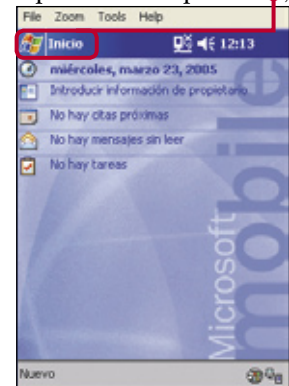 File Zoom Tools Help
Inicio 12:13
miércoles, marzo 23, 2005
Introducir información de propietario
No hay citas próximas
No hay mensajes sin leer
No hay tareas
Microsoft
mobile
Nuevo